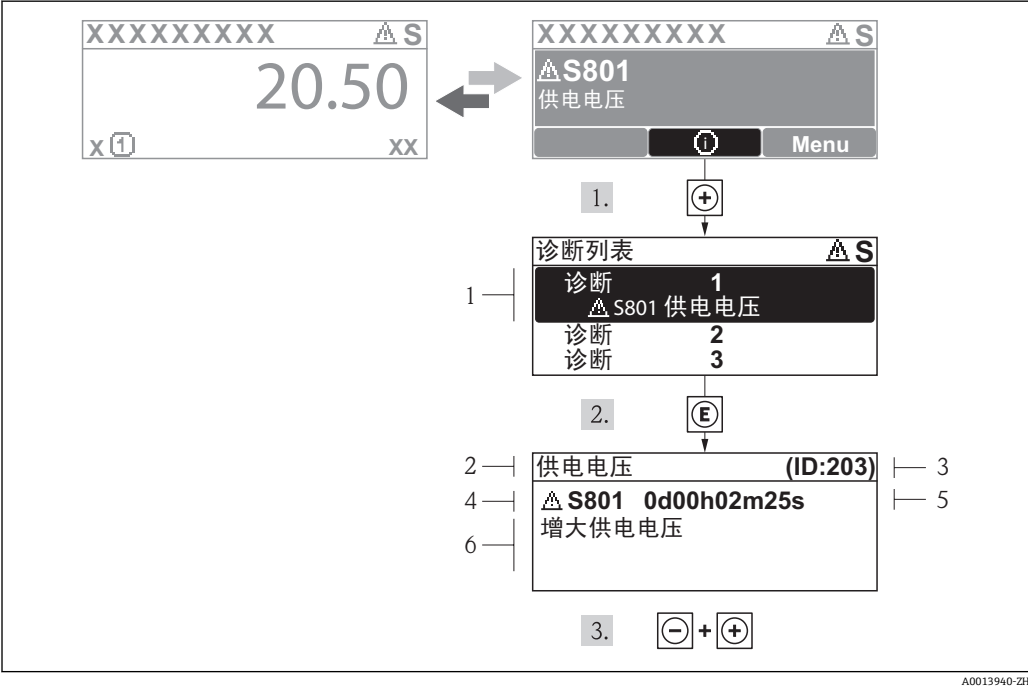 XXXXXXXXX ⚠ S
20.50
x ① xx
XXXXXXXXX ⚠ S
⚠S801
供电电压
ⓘ Menu
1. +
诊断列表 ⚠ S
1
诊断 1
⚠ S801 供电电压
诊断 2
诊断 3
2. E
2 供电电压 (ID:203) 3
4 ⚠ S801 0d00h02m25s 5
6 增大供电电压
3. - + +
A0013940-ZH